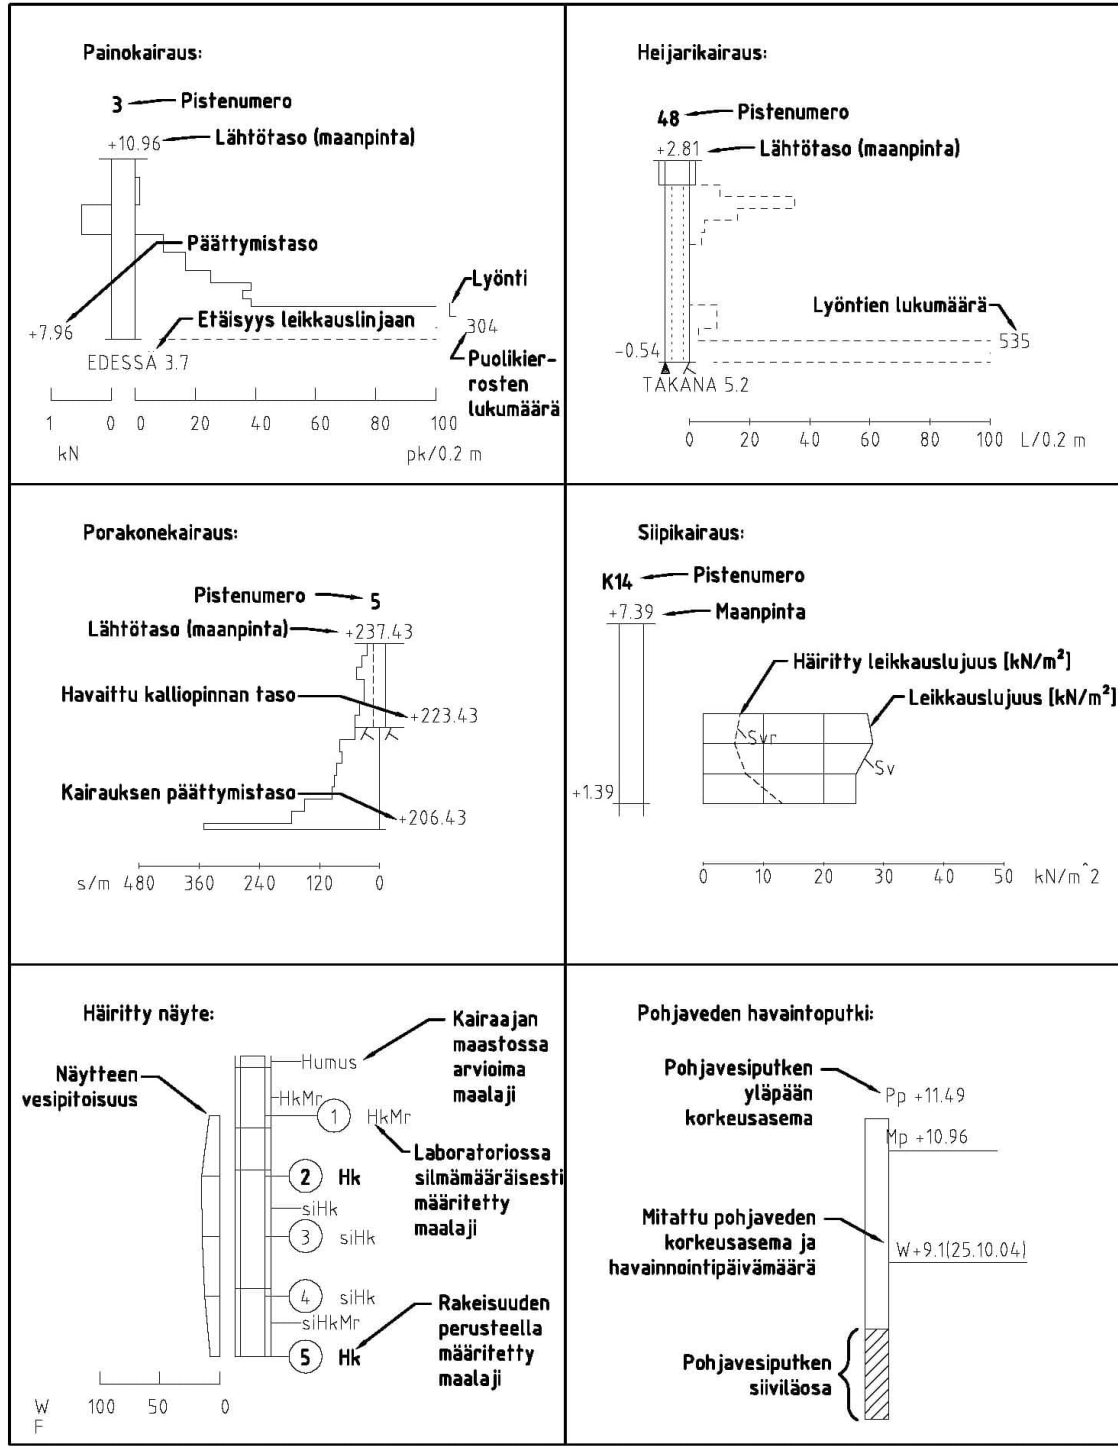 Painokairaus:
3
Pistenumero
+10.96
Lähtötaso (maanpinta)
Päättymistaso
Lyönti
+7.96
Etäisyys leikkauslinjaan
304
EDESSÄ 3.7
Puolikier-
rosten
lukumäärä
1 0 0 20 40 60 80 100
kN pk/0.2 m
Heijarikairaus:
48
Pistenumero
+2.81
Lähtötaso (maanpinta)
Lyöntien lukumäärä
535
-0.54
TAKANA 5.2
0 20 40 60 80 100 L/0.2 m
Porakonekairaus:
Pistenumero
5
Lähtötaso (maanpinta)
+237.43
Havaittu kalliopinnan taso
+223.43
Kairauksen päättymistaso
+206.43
s/m 480 360 240 120 0
Siipikairaus:
K14
Pistenumero
+7.39
Maanpinta
Häiritty leikkauslujuus [kN/m²]
Leikkauslujuus [kN/m²]
Svr
Sv
+1.39
0 10 20 30 40 50 kN/m^2
Häiritty näyte:
Kairaajan
maastossa
arvioima
maalaji
Humus
Näytteen
vesipitoisuus
HkMr
1 HkMr
Laboratoriossa
silmämääräisesti
määritetty
maalaji
2 Hk
siHk
3 siHk
4 siHk
siHkMr
5 Hk
Rakeisuuden
perusteella
määritetty
maalaji
W 100 50 0
F
Pohjaveden havaintoputki:
Pohjavesiputken
yläpään
korkeusasema
Pp +11.49
Mp +10.96
Mitattu pohjaveden
korkeusasema ja
havainnointipäivämäärä
W+9.1(25.10.04)
Pohjavesiputken
siiviläosa